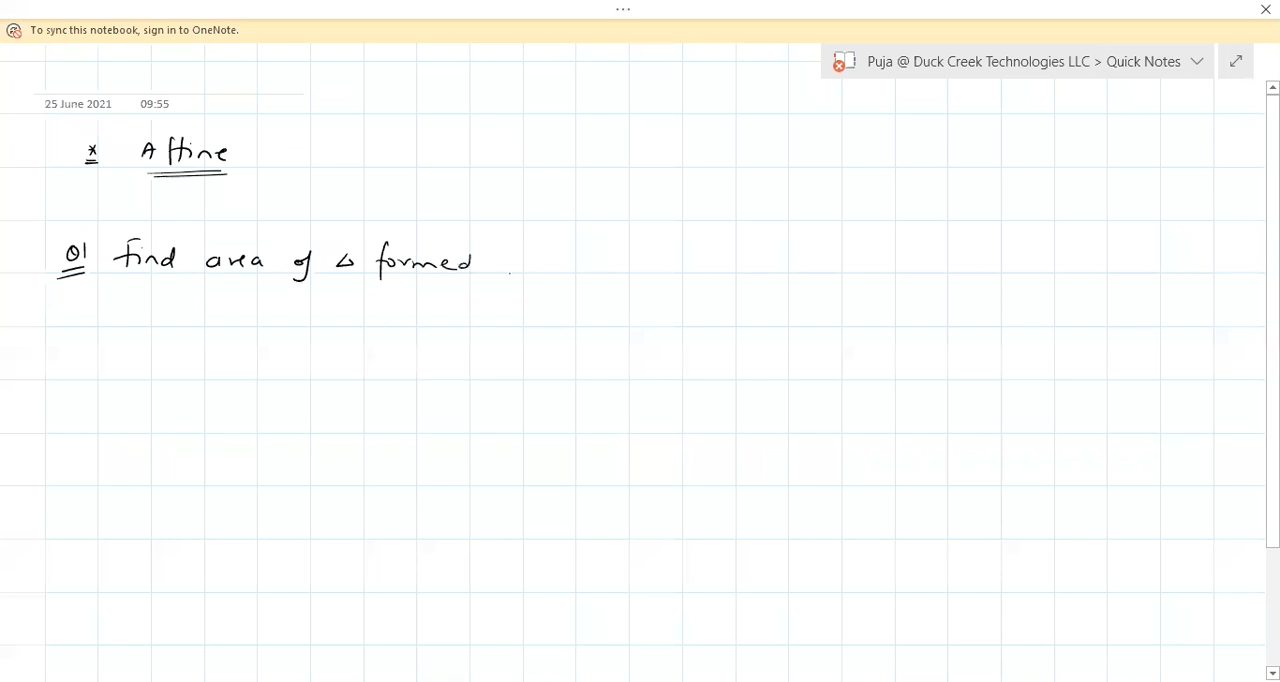 ...
To sync this notebook, sign in to OneNote.
Puja @ Duck Creek Technologies LLC > Quick Notes
25 June 2021 09:55
* Affine
Q1 Find area of Δ formed